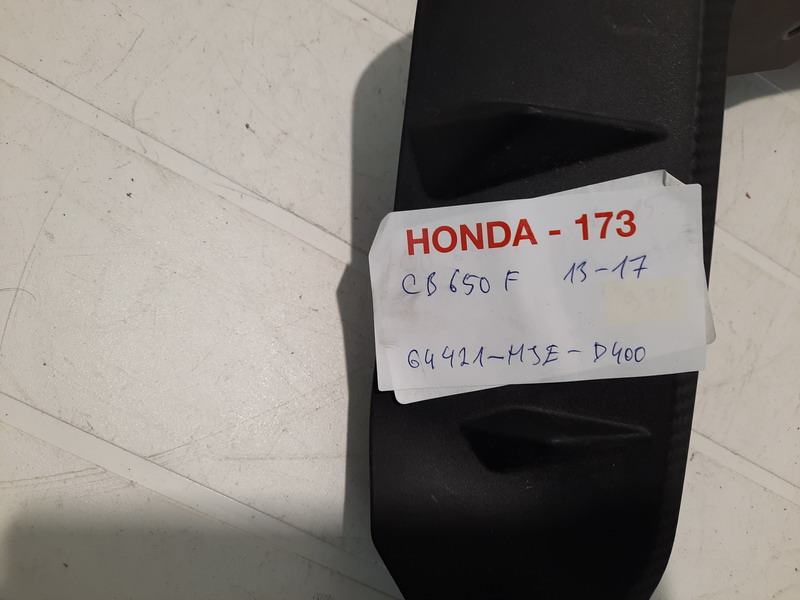 HONDA - 173
CB 650 F 13-17
64421-MJE-D400